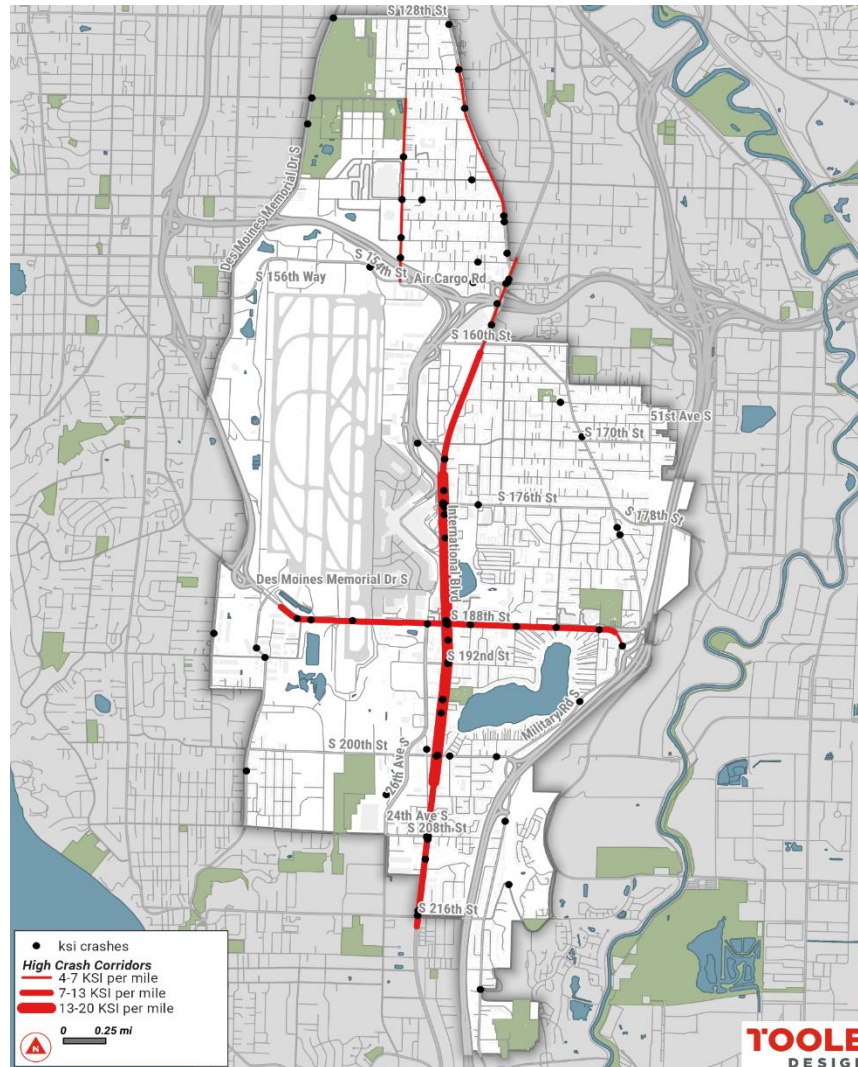 S 128th St
Des Moines Memorial Dr S
S 154th St
S 156th Way
Air Cargo Rd
S 160th St
51st Ave S
S 170th St
S 176th St
S 178th St
International Blvd
Des Moines Memorial Dr S
S 188th St
S 192nd St
Military Rd S
S 200th St
26th Ave S
24th Ave S
S 208th St
S 216th St
ksi crashes
High Crash Corridors
4-7 KSI per mile
7-13 KSI per mile
13-20 KSI per mile
N
0 0.25 mi
TOOLE
DESIGN